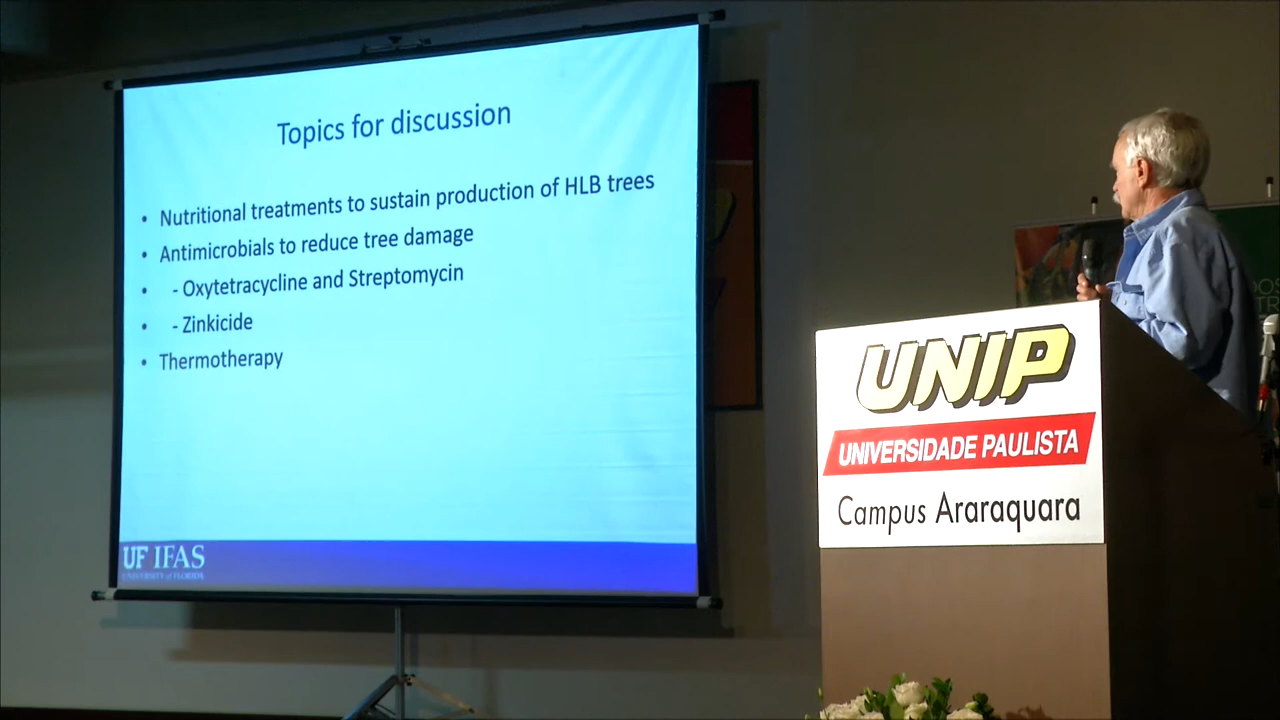 Topics for discussion
• Nutritional treatments to sustain production of HLB trees
• Antimicrobials to reduce tree damage
• - Oxytetracycline and Streptomycin
• - Zinkicide
• Thermotherapy
UF IFAS
UNIVERSITY of FLORIDA
UNIP
UNIVERSIDADE PAULISTA
Campus Araraquara